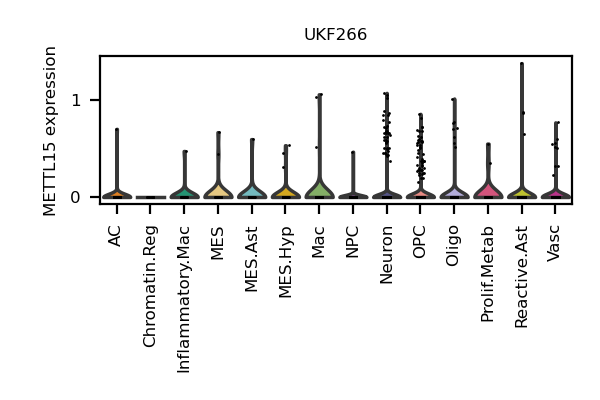 UKF266
METTL15 expression
1
0
AC
Chromatin.Reg
Inflammatory.Mac
MES
MES.Ast
MES.Hyp
Mac
NPC
Neuron
OPC
Oligo
Prolif.Metab
Reactive.Ast
Vasc